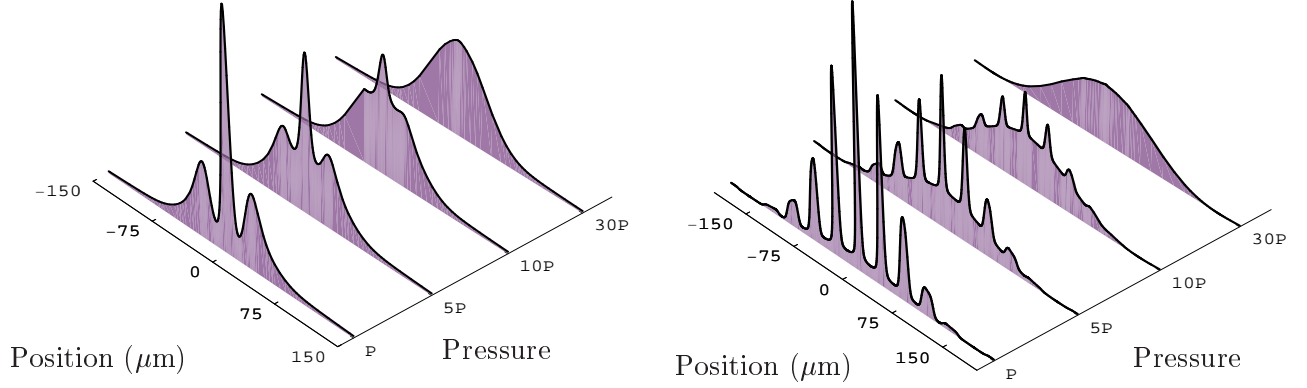 -150
-75
0
75
150
P
5P
10P
30P
Position (μm)
Pressure
-150
-75
0
75
150
P
5P
10P
30P
Position (μm)
Pressure